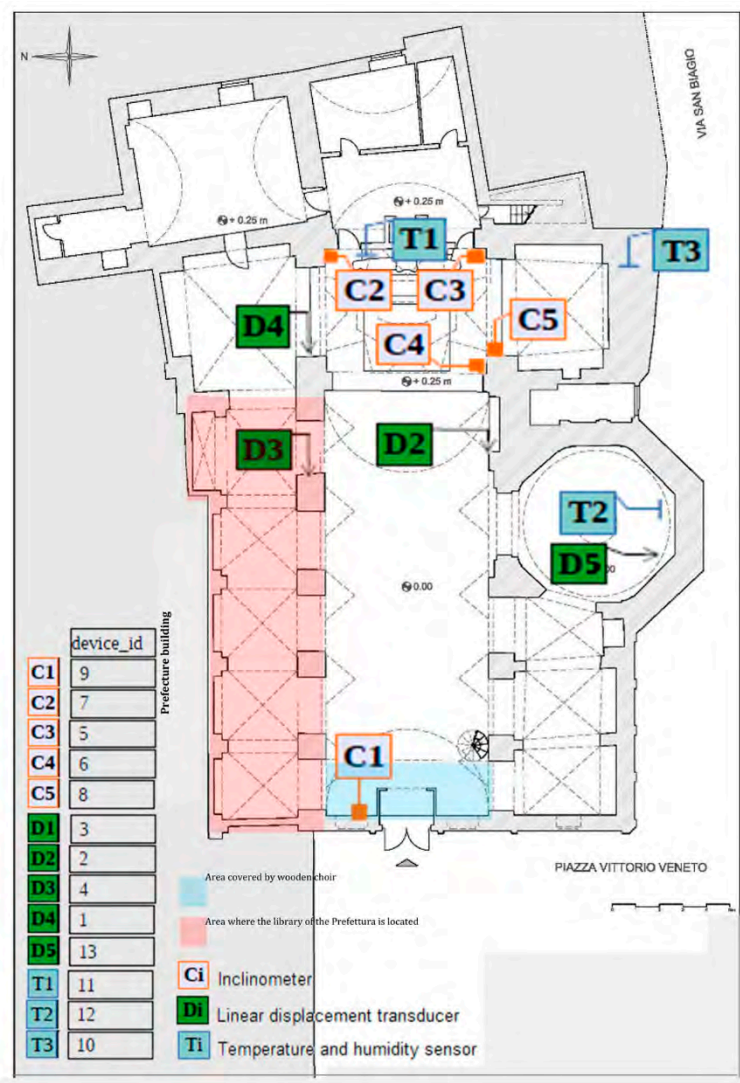 N
VIA SAN BIAGIO
+ 0.25 m
+ 0.25 m
T1
T3
C2
C3
C5
D4
C4
+ 0.25 m
D3
D2
T2
D5
0.00
Prefecture building
device_id
C1 9
C2 7
C3 5
C4 6
C5 8
D1 3
D2 2
D3 4
D4 1
D5 13
T1 11
T2 12
T3 10
C1
PIAZZA VITTORIO VENETO
Area covered by wooden choir
Area where the library of the Prefettura is located
Ci Inclinometer
Di Linear displacement transducer
Ti Temperature and humidity sensor